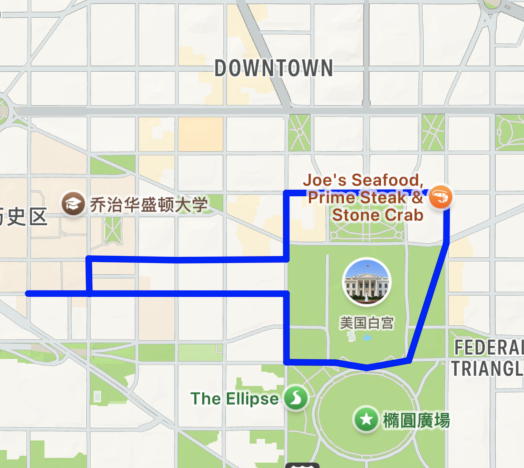 DOWNTOWN
Joe's Seafood,
Prime Steak &
Stone Crab
乔治华盛顿大学
史区
美国白宫
FEDERAL
TRIANGL
The Ellipse
橢圓廣場